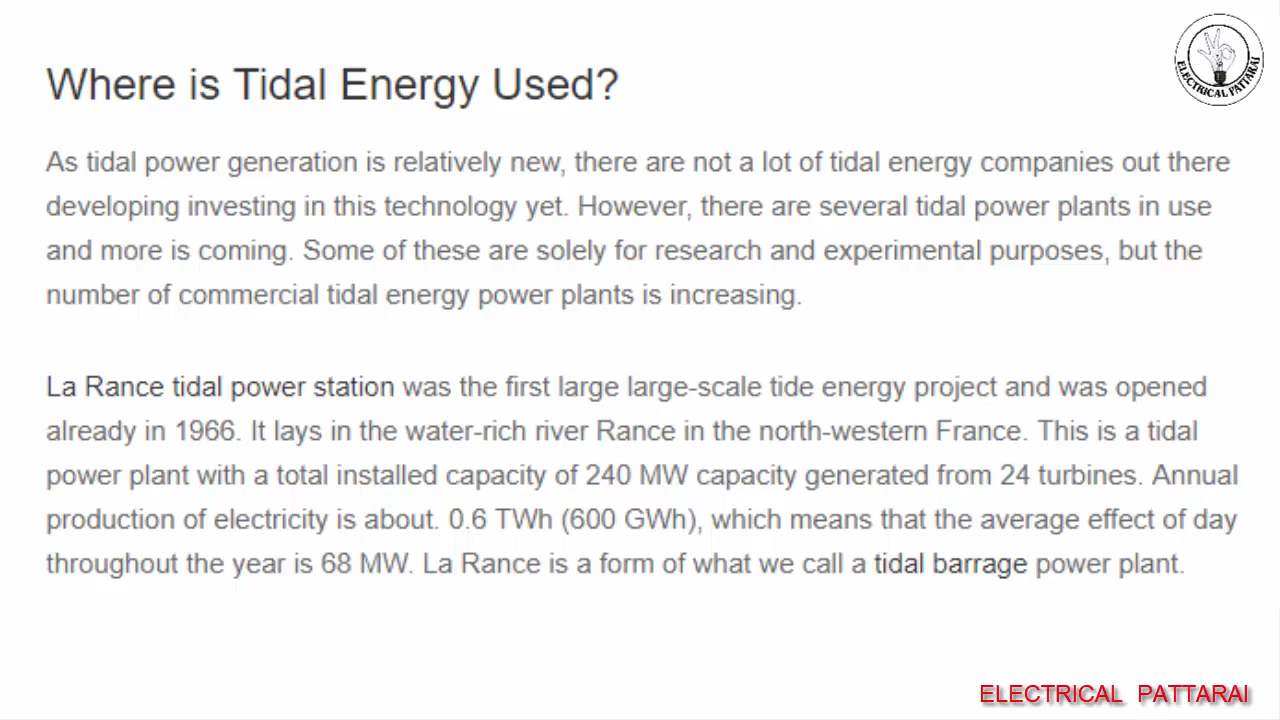 ELECTRICAL PATTARAI
Where is Tidal Energy Used?
As tidal power generation is relatively new, there are not a lot of tidal energy companies out there
developing investing in this technology yet. However, there are several tidal power plants in use
and more is coming. Some of these are solely for research and experimental purposes, but the
number of commercial tidal energy power plants is increasing.
La Rance tidal power station was the first large large-scale tide energy project and was opened
already in 1966. It lays in the water-rich river Rance in the north-western France. This is a tidal
power plant with a total installed capacity of 240 MW capacity generated from 24 turbines. Annual
production of electricity is about. 0.6 TWh (600 GWh), which means that the average effect of day
throughout the year is 68 MW. La Rance is a form of what we call a tidal barrage power plant.
ELECTRICAL PATTARAI